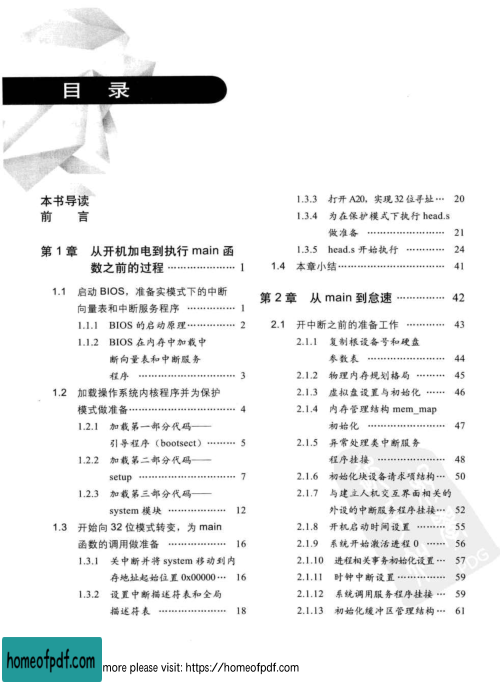 目 录
本书导读
前 言
第 1 章 从开机加电到执行 main 函
数之前的过程 ……………… 1
1.1 启动 BIOS，准备实模式下的中断
向量表和中断服务程序 …………… 1
1.1.1 BIOS 的启动原理…………… 2
1.1.2 BIOS 在内存中加载中
断向量表和中断服务
程序 ………………………… 3
1.2 加载操作系统内核程序并为保护
模式做准备……………………… 4
1.2.1 加载第一部分代码——
引导程序（bootsect）……… 5
1.2.2 加载第二部分代码——
setup ………………………… 7
1.2.3 加载第三部分代码——
system 模块 ………………… 12
1.3 开始向 32 位模式转变，为 main
函数的调用做准备 ……………… 16
1.3.1 关中断并将 system 移动到内
存地址起始位置 0x00000… 16
1.3.2 设置中断描述符表和全局
描述符表 …………………… 18
1.3.3 打开 A20，实现 32 位寻址… 20
1.3.4 为在保护模式下执行 head.s
做准备 ……………………… 21
1.3.5 head.s 开始执行 …………… 24
1.4 本章小结………………………… 41
第 2 章 从 main 到怠速 …………… 42
2.1 开中断之前的准备工作 ………… 43
2.1.1 复制根设备号和硬盘
参数表 ……………………… 44
2.1.2 物理内存规划格局 ………… 45
2.1.3 虚拟盘设置与初始化 …… 46
2.1.4 内存管理结构 mem_map
初始化 ……………………… 47
2.1.5 异常处理类中断服务
程序挂接 …………………… 48
2.1.6 初始化块设备请求项结构… 50
2.1.7 与建立人机交互界面相关的
外设的中断服务程序挂接… 52
2.1.8 开机启动时间设置 ……… 55
2.1.9 系统开始激活进程 0 …… 56
2.1.10 进程相关事务初始化设置… 57
2.1.11 时钟中断设置…………… 59
2.1.12 系统调用服务程序挂接 … 59
2.1.13 初始化缓冲区管理结构… 61
homeofpdf.com
more please visit: https://homeofpdf.com